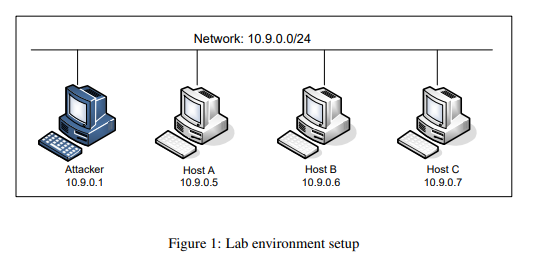 Network: 10.9.0.0/24
Attacker
10.9.0.1
Host A
10.9.0.5
Host B
10.9.0.6
Host C
10.9.0.7
Figure 1: Lab environment setup